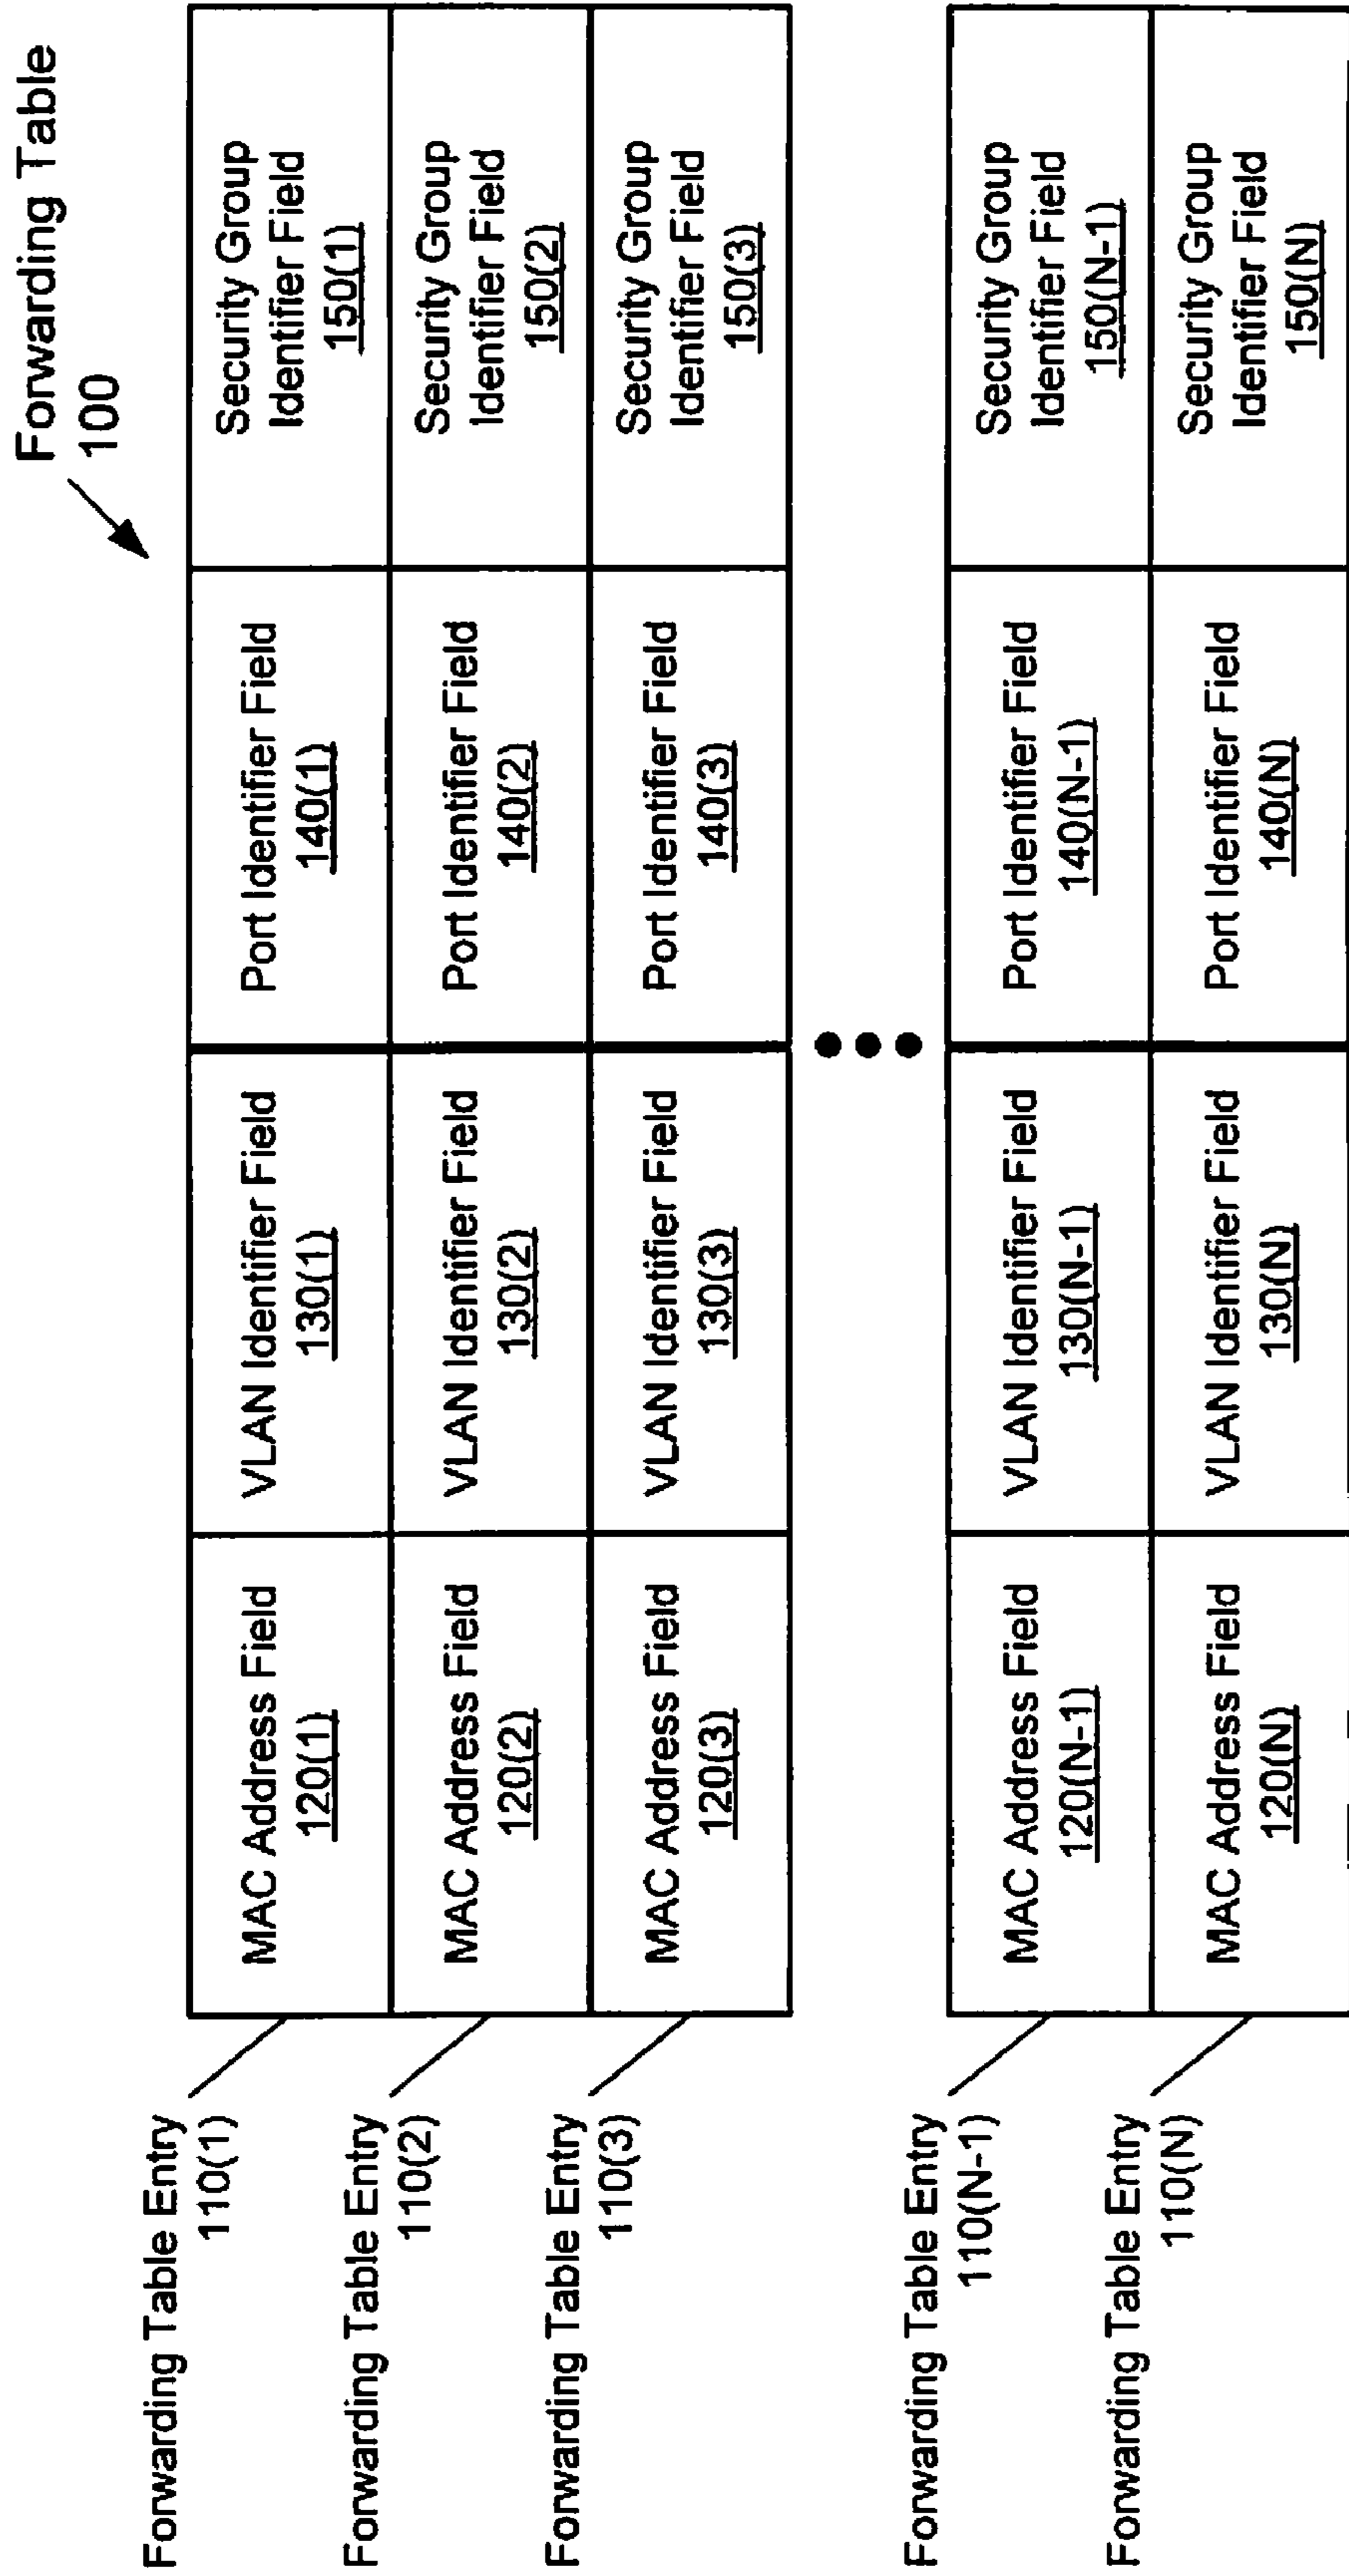 Forwarding Table
100
Forwarding Table Entry
110(1)
MAC Address Field
120(1)
VLAN Identifier Field
130(1)
Port Identifier Field
140(1)
Security Group
Identifier Field
150(1)
Forwarding Table Entry
110(2)
MAC Address Field
120(2)
VLAN Identifier Field
130(2)
Port Identifier Field
140(2)
Security Group
Identifier Field
150(2)
Forwarding Table Entry
110(3)
MAC Address Field
120(3)
VLAN Identifier Field
130(3)
Port Identifier Field
140(3)
Security Group
Identifier Field
150(3)
Forwarding Table Entry
110(N-1)
MAC Address Field
120(N-1)
VLAN Identifier Field
130(N-1)
Port Identifier Field
140(N-1)
Security Group
Identifier Field
150(N-1)
Forwarding Table Entry
110(N)
MAC Address Field
120(N)
VLAN Identifier Field
130(N)
Port Identifier Field
140(N)
Security Group
Identifier Field
150(N)